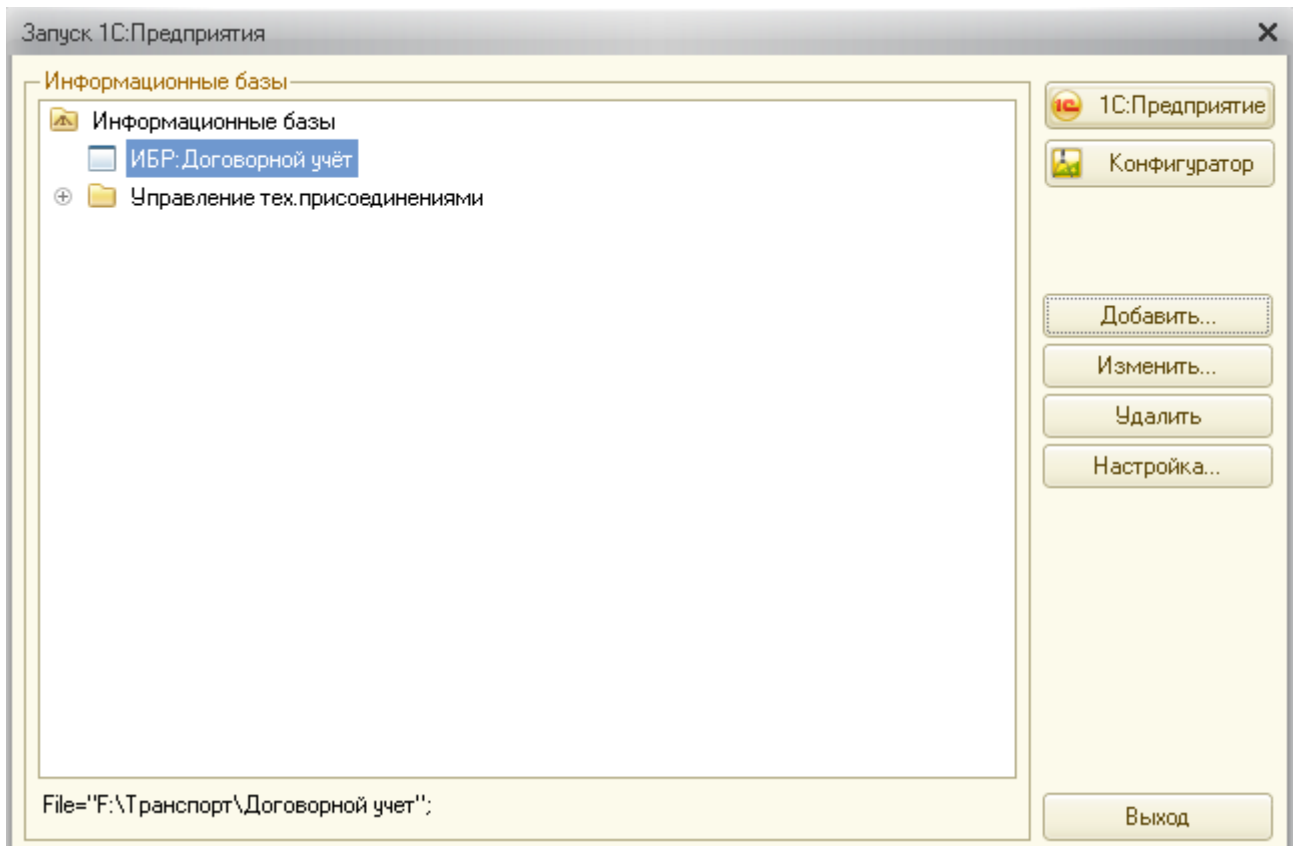 Запуск 1С:Предприятия
Информационные базы
Информационные базы
ИБР:Договорной учёт
Управление тех.присоединениями
File="F:\Транспорт\Договорной учет";
1С:Предприятие
Конфигуратор
Добавить...
Изменить...
Удалить
Настройка...
Выход